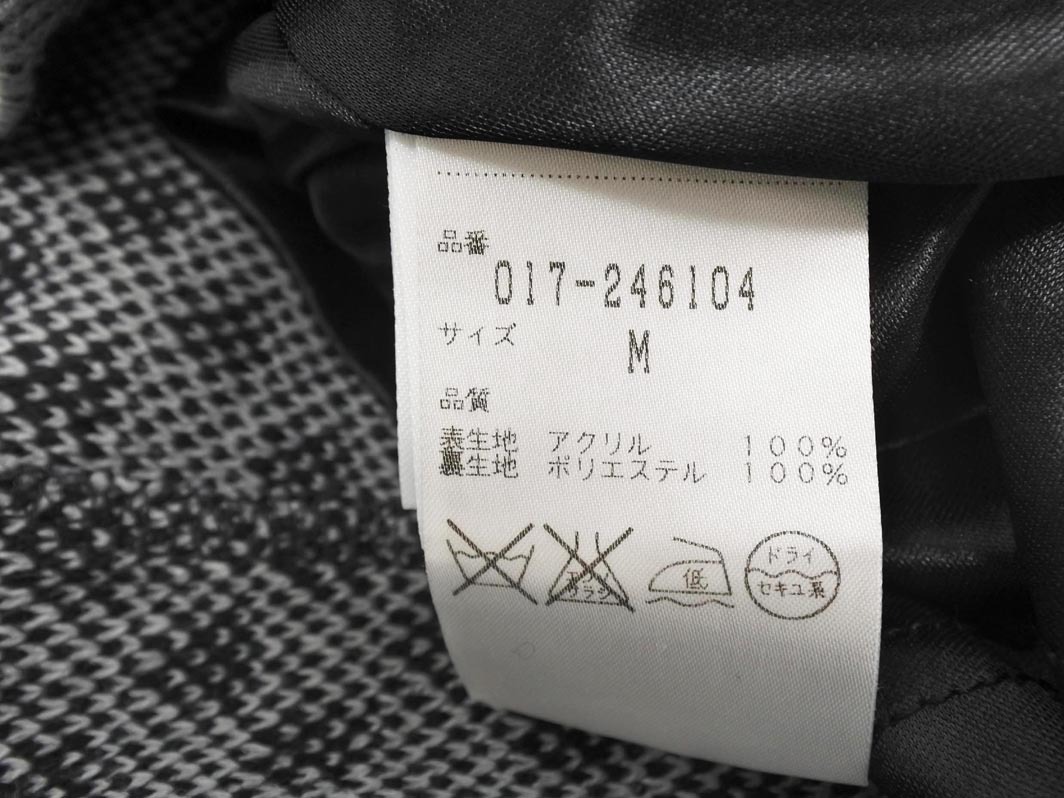 品番
017-246104
サイズ
M
品質
表生地 アクリル 100%
裏生地 ポリエステル 100%
エンソ
サラシ
低
ドライ
セキユ系